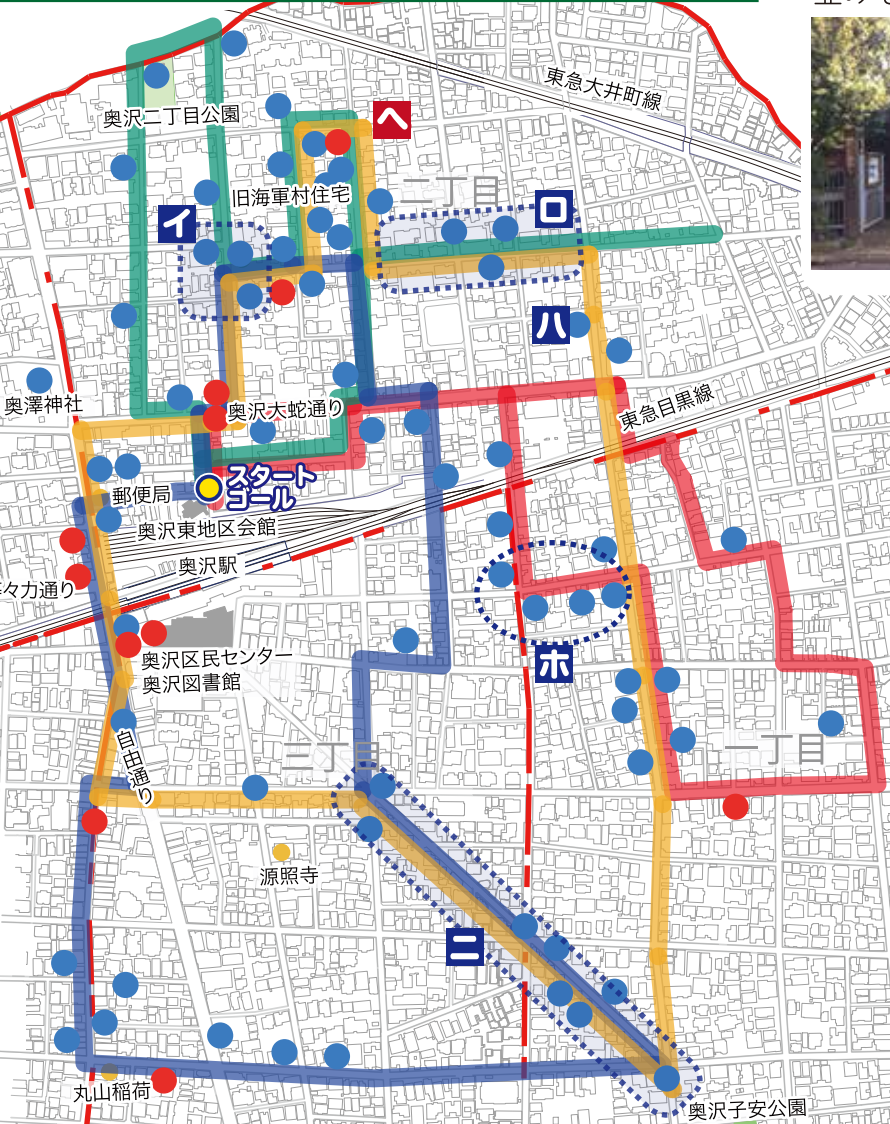 東急大井町線
奥沢二丁目公園
ヘ
旧海軍村住宅
二丁目
イ
ロ
ハ
奥澤神社
奥沢大蛇通り
東急目黒線
スタート
ゴール
郵便局
奥沢東地区会館
奥沢駅
々力通り
奥沢区民センター
奥沢図書館
ホ
自由通り
三丁目
一丁目
源照寺
ニ
丸山稲荷
奥沢子安公園